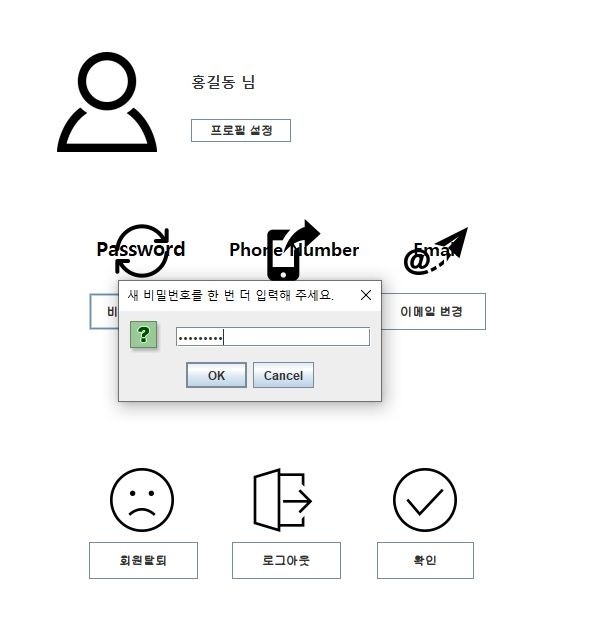 홍길동 님
프로필 설정
Password
Phone Number
Email
새 비밀번호를 한 번 더 입력해 주세요.
비
이메일 변경
?
•••••••••
OK
Cancel
회원탈퇴
로그아웃
확인